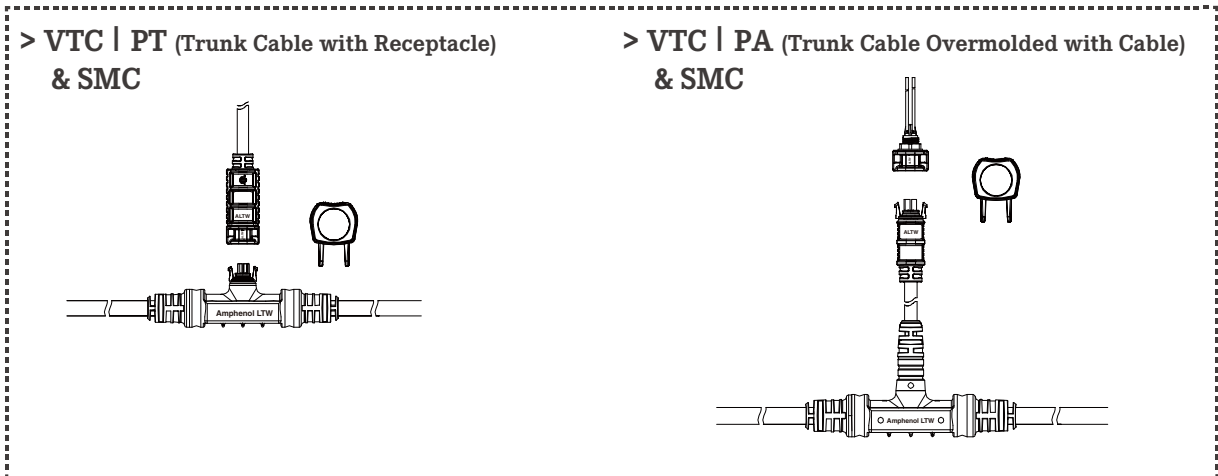 > VTC | PT (Trunk Cable with Receptacle)
& SMC
ALTW
Amphenol LTW
> VTC | PA (Trunk Cable Overmolded with Cable)
& SMC
ALTW
Amphenol LTW